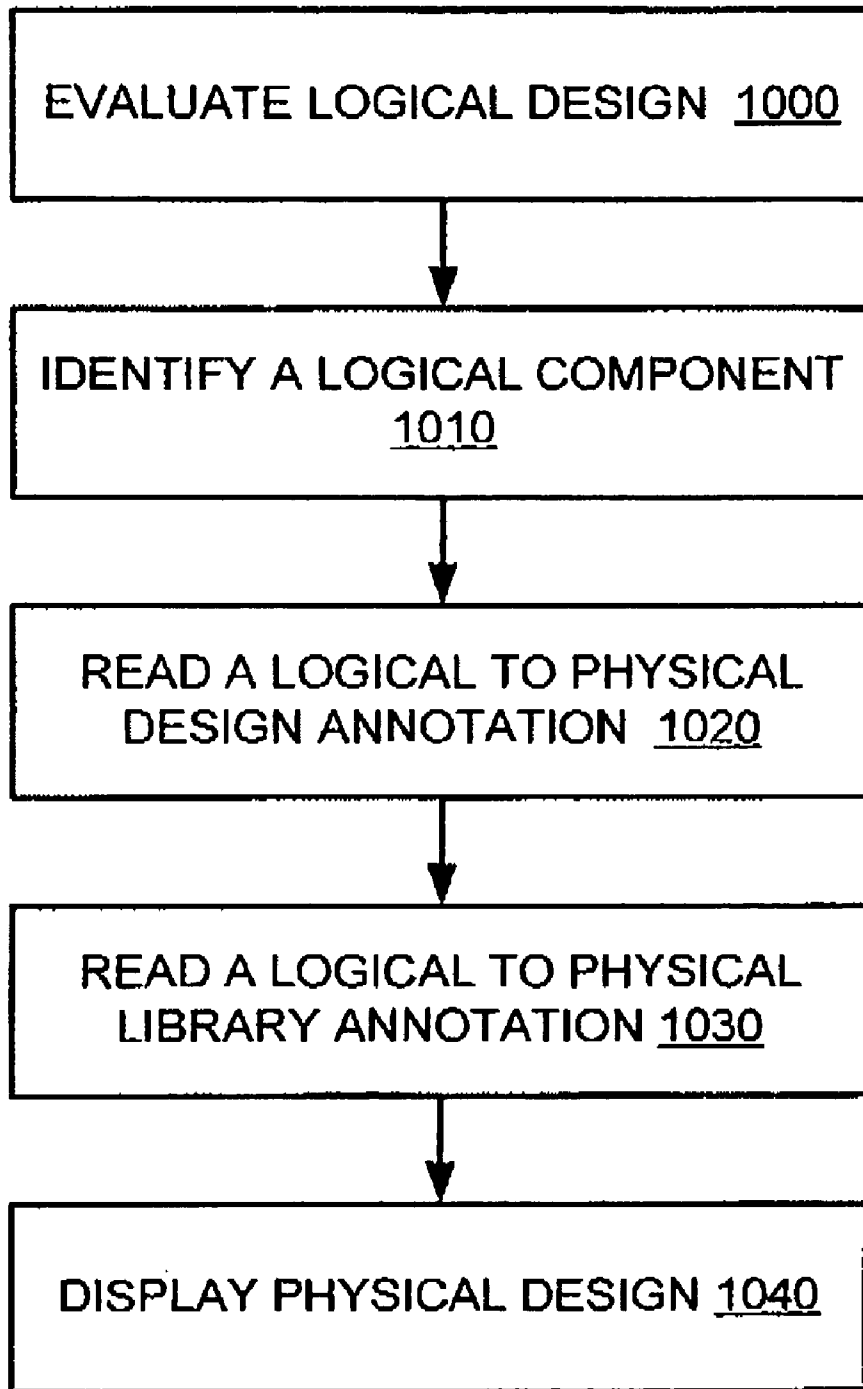 EVALUATE LOGICAL DESIGN 1000
IDENTIFY A LOGICAL COMPONENT
1010
READ A LOGICAL TO PHYSICAL
DESIGN ANNOTATION 1020
READ A LOGICAL TO PHYSICAL
LIBRARY ANNOTATION 1030
DISPLAY PHYSICAL DESIGN 1040